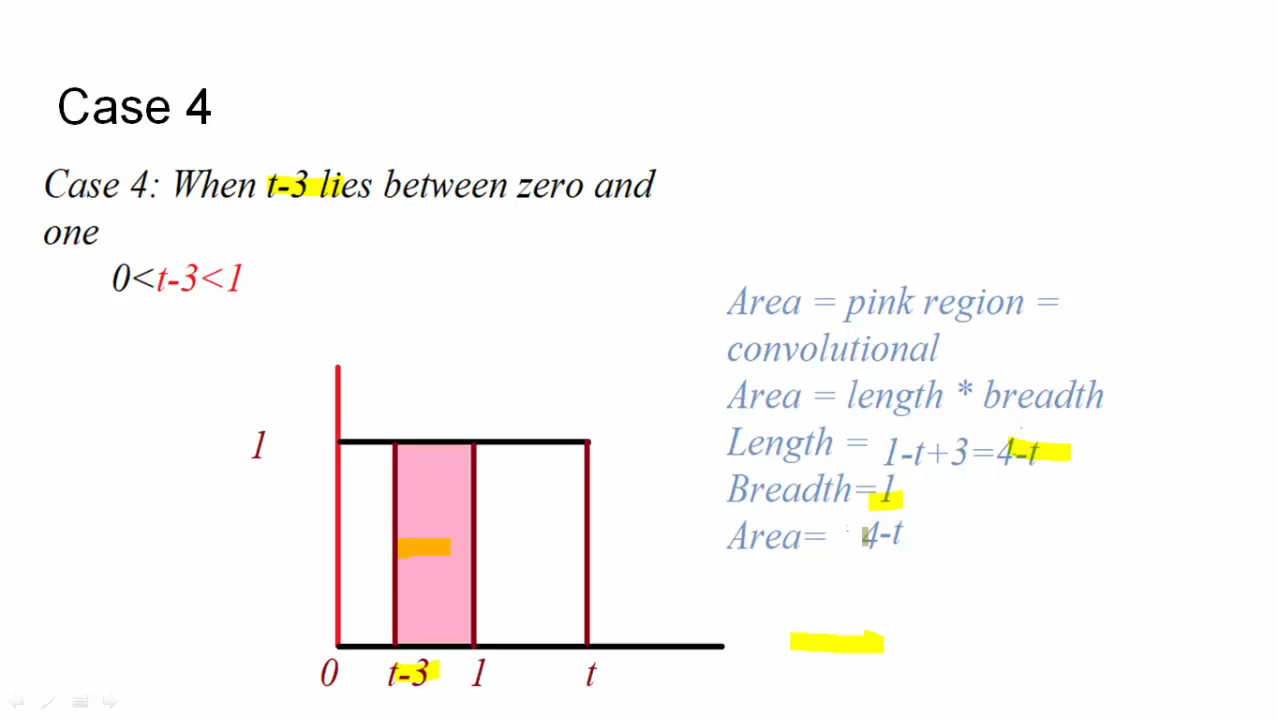 Case 4
Case 4: When t-3 lies between zero and
one
0<t-3<1
Area = pink region =
convolutional
Area = length * breadth
Length = 1-t+3=4-t
Breadth=1
Area= 4-t
1
0 t-3 1 t